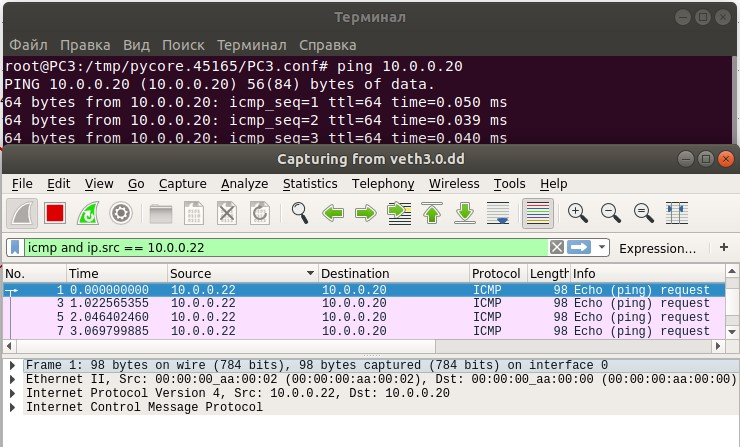 Терминал
Файл Правка Вид Поиск Терминал Справка
root@PC3:/tmp/pycore.45165/PC3.conf# ping 10.0.0.20
PING 10.0.0.20 (10.0.0.20) 56(84) bytes of data.
64 bytes from 10.0.0.20: icmp_seq=1 ttl=64 time=0.050 ms
64 bytes from 10.0.0.20: icmp_seq=2 ttl=64 time=0.039 ms
64 bytes from 10.0.0.20: icmp_seq=3 ttl=64 time=0.040 ms
Capturing from veth3.0.dd
File Edit View Go Capture Analyze Statistics Telephony Wireless Tools Help
icmp and ip.src == 10.0.0.22 Expression… +
No. Time Source Destination Protocol Length Info
1 0.000000000 10.0.0.22 10.0.0.20 ICMP 98 Echo (ping) request
3 1.022565355 10.0.0.22 10.0.0.20 ICMP 98 Echo (ping) request
5 2.046402460 10.0.0.22 10.0.0.20 ICMP 98 Echo (ping) request
7 3.069799885 10.0.0.22 10.0.0.20 ICMP 98 Echo (ping) request
Frame 1: 98 bytes on wire (784 bits), 98 bytes captured (784 bits) on interface 0
Ethernet II, Src: 00:00:00_aa:00:02 (00:00:00:aa:00:02), Dst: 00:00:00_aa:00:00 (00:00:00:aa:00:00)
Internet Protocol Version 4, Src: 10.0.0.22, Dst: 10.0.0.20
Internet Control Message Protocol